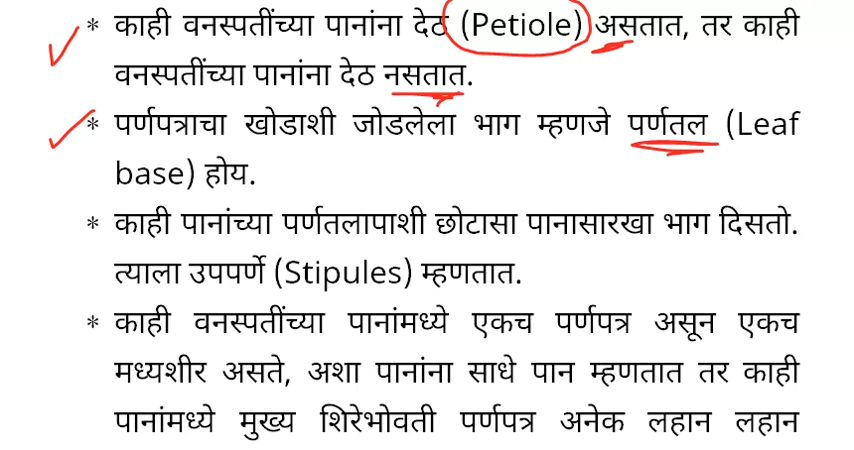 * काही वनस्पतींच्या पानांना देठ (Petiole) असतात, तर काही
वनस्पतींच्या पानांना देठ नसतात.
* पर्णपत्राचा खोडाशी जोडलेला भाग म्हणजे पर्णतल (Leaf
base) होय.
* काही पानांच्या पर्णतलापाशी छोटासा पानासारखा भाग दिसतो.
त्याला उपपर्णे (Stipules) म्हणतात.
* काही वनस्पतींच्या पानांमध्ये एकच पर्णपत्र असून एकच
मध्यशीर असते, अशा पानांना साधे पान म्हणतात तर काही
पानांमध्ये मुख्य शिरेभोवती पर्णपत्र अनेक लहान लहान